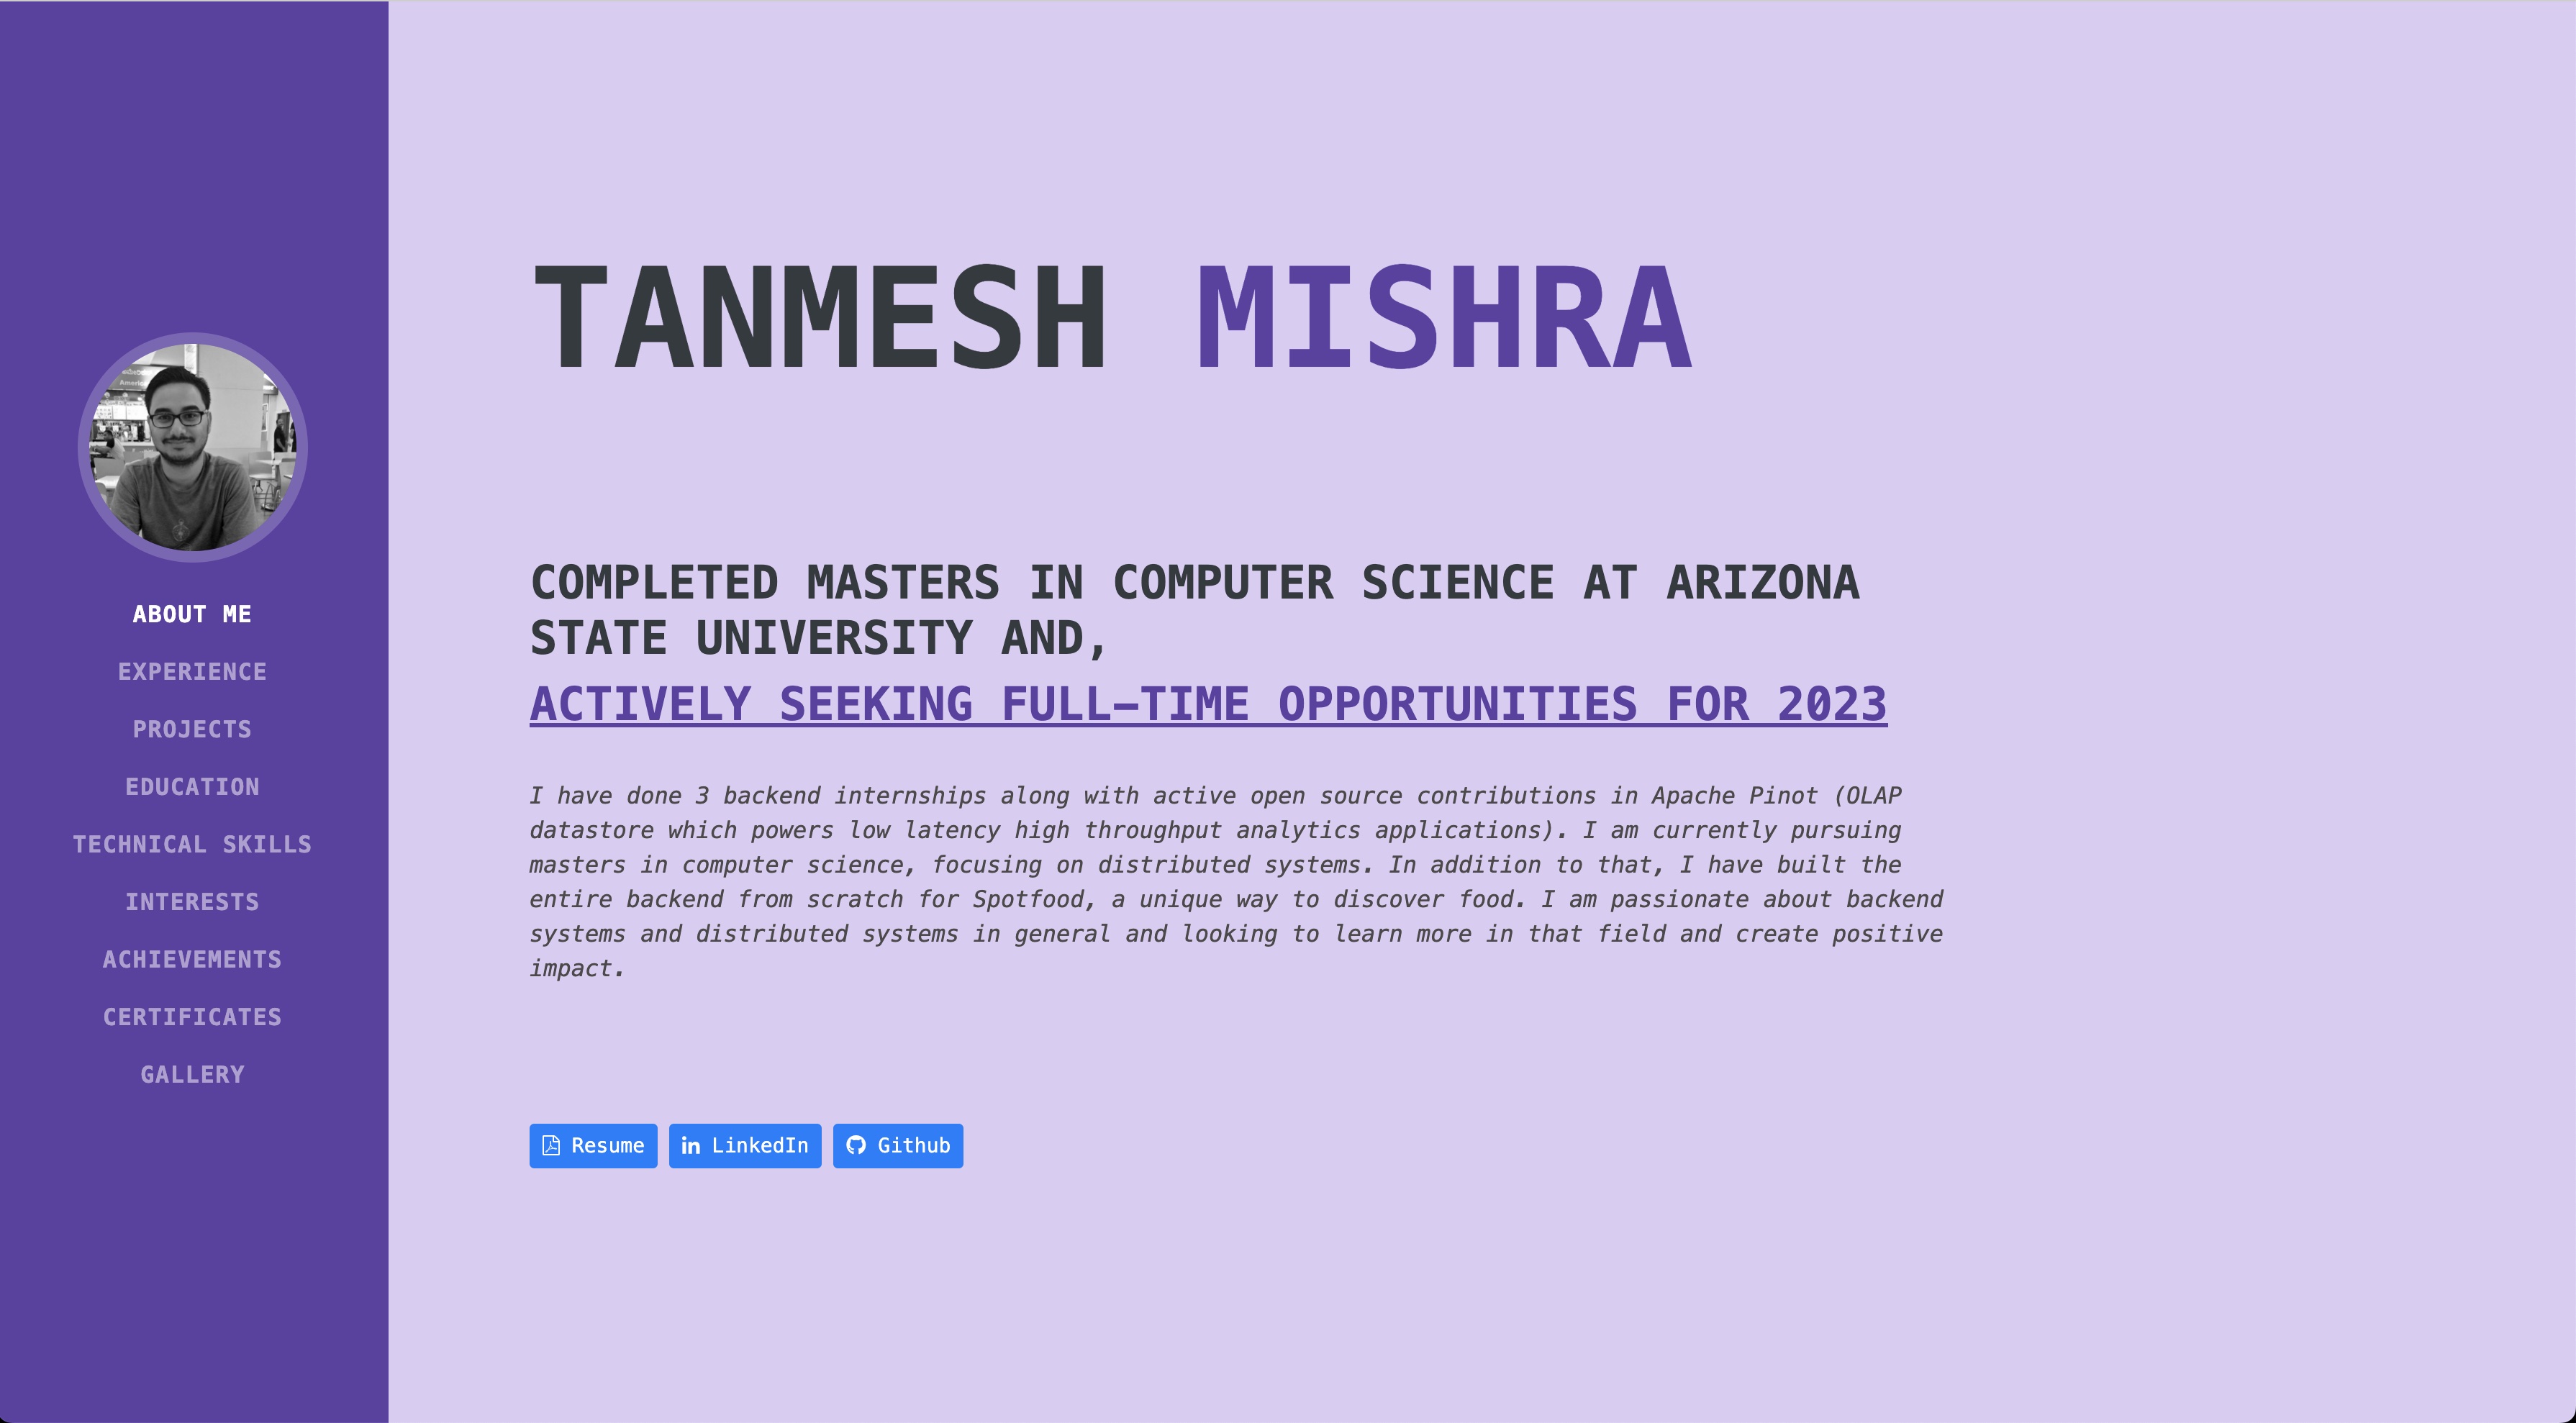 ABOUT ME
EXPERIENCE
PROJECTS
EDUCATION
TECHNICAL SKILLS
INTERESTS
ACHIEVEMENTS
CERTIFICATES
GALLERY
TANMESH MISHRA
COMPLETED MASTERS IN COMPUTER SCIENCE AT ARIZONA
STATE UNIVERSITY AND,
ACTIVELY SEEKING FULL-TIME OPPORTUNITIES FOR 2023
I have done 3 backend internships along with active open source contributions in Apache Pinot (OLAP
datastore which powers low latency high throughput analytics applications). I am currently pursuing
masters in computer science, focusing on distributed systems. In addition to that, I have built the
entire backend from scratch for Spotfood, a unique way to discover food. I am passionate about backend
systems and distributed systems in general and looking to learn more in that field and create positive
impact.
Resume
LinkedIn
Github